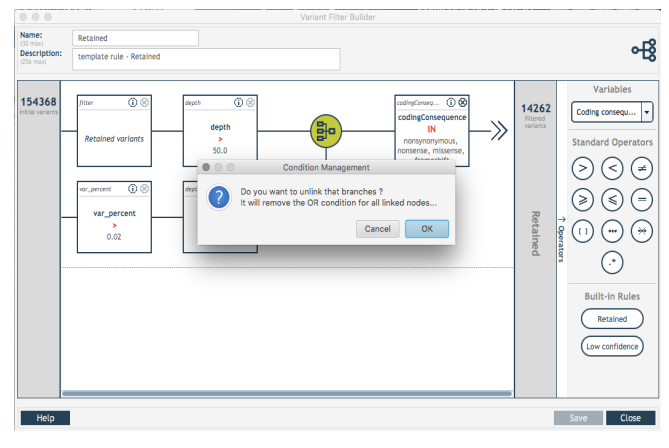 Variant Filter Builder
Name:
(32 max)
Retained
Description:
(256 max)
template rule - Retained
154368
initial variants
filter
Retained variants
depth
depth
>
50.0
codingConseq...
codingConsequence
IN
nonsynonymous,
nonsense, missense,
14262
filtered
variants
Retained
Operators
var_percent
var_percent
>
0.02
Condition Management
Do you want to unlink that branches ?
It will remove the OR condition for all linked nodes...
Cancel
OK
Variables
Coding consequ...
Standard Operators
>
<
≠
⩾
⩽
=
[ ]
.*
Built-in Rules
Retained
Low confidence
Help
Save
Close